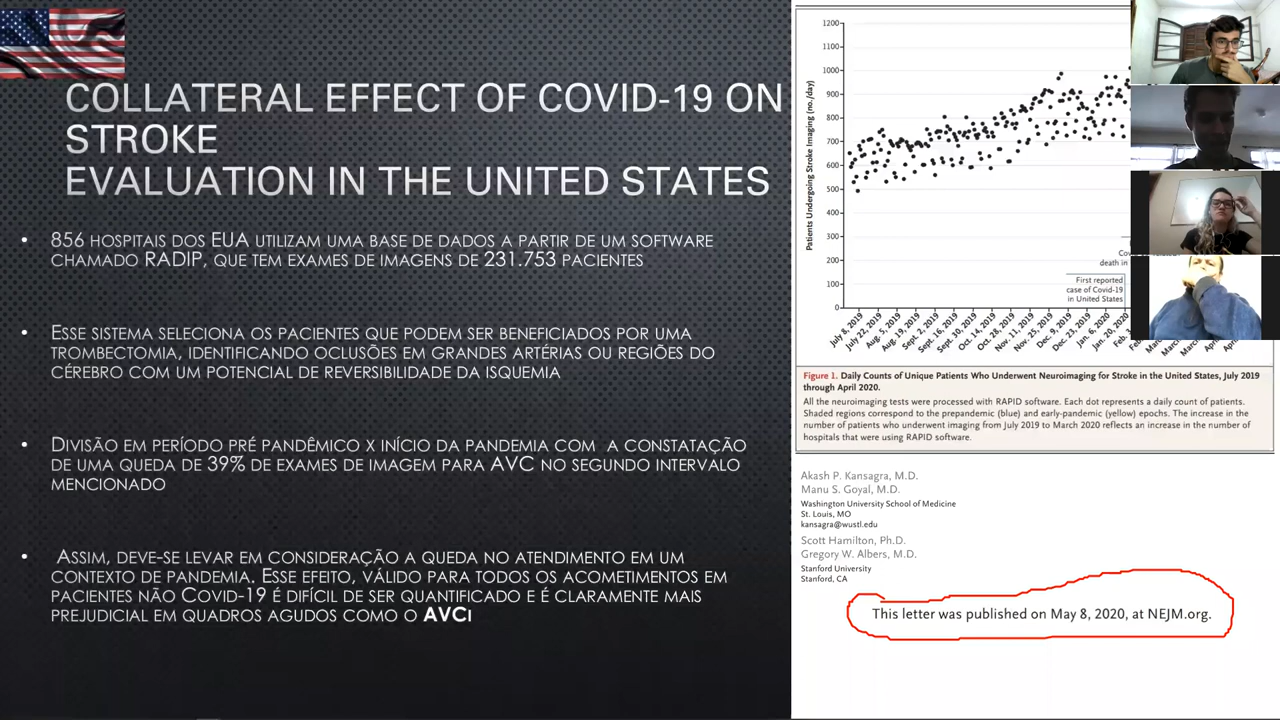 COLLATERAL EFFECT OF COVID-19 ON
STROKE
EVALUATION IN THE UNITED STATES
• 856 HOSPITAIS DOS EUA UTILIZAM UMA BASE DE DADOS A PARTIR DE UM SOFTWARE
CHAMADO RADIP, QUE TEM EXAMES DE IMAGENS DE 231.753 PACIENTES
• ESSE SISTEMA SELECIONA OS PACIENTES QUE PODEM SER BENEFICIADOS POR UMA
TROMBECTOMIA, IDENTIFICANDO OCLUSÕES EM GRANDES ARTÉRIAS OU REGIÕES DO
CÉREBRO COM UM POTENCIAL DE REVERSIBILIDADE DA ISQUEMIA
• DIVISÃO EM PERÍODO PRÉ PANDÊMICO X INÍCIO DA PANDEMIA COM A CONSTATAÇÃO
DE UMA QUEDA DE 39% DE EXAMES DE IMAGEM PARA AVC NO SEGUNDO INTERVALO
MENCIONADO
• ASSIM, DEVE-SE LEVAR EM CONSIDERAÇÃO A QUEDA NO ATENDIMENTO EM UM
CONTEXTO DE PANDEMIA. ESSE EFEITO, VÁLIDO PARA TODOS OS ACOMETIMENTOS EM
PACIENTES NÃO COVID-19 É DIFÍCIL DE SER QUANTIFICADO E É CLARAMENTE MAIS
PREJUDICIAL EM QUADROS AGUDOS COMO O AVCI
Patients Undergoing Stroke Imaging (no./day)
1200
1100
1000
900
800
700
600
500
400
300
200
100
0
death in
First reported
case of Covid-19
in United States
July 8, 2019
July 22, 2019
Aug. 5, 2019
Aug. 19, 2019
Sept. 2, 2019
Sept. 16, 2019
Sept. 30, 2019
Oct. 14, 2019
Oct. 28, 2019
Nov. 11, 2019
Nov. 25, 2019
Dec. 9, 2019
Dec. 23, 2019
Jan. 6, 2020
Jan. 20, 2020
Feb.
Figure 1. Daily Counts of Unique Patients Who Underwent Neuroimaging for Stroke in the United States, July 2019
through April 2020.
All the neuroimaging tests were processed with RAPID software. Each dot represents a daily count of patients.
Shaded regions correspond to the prepandemic (blue) and early-pandemic (yellow) epochs. The increase in the
number of patients who underwent imaging from July 2019 to March 2020 reflects an increase in the number of
hospitals that were using RAPID software.
Akash P. Kansagra, M.D.
Manu S. Goyal, M.D.
Washington University School of Medicine
St. Louis, MO
kansagra@wustl.edu
Scott Hamilton, Ph.D.
Gregory W. Albers, M.D.
Stanford University
Stanford, CA
This letter was published on May 8, 2020, at NEJM.org.